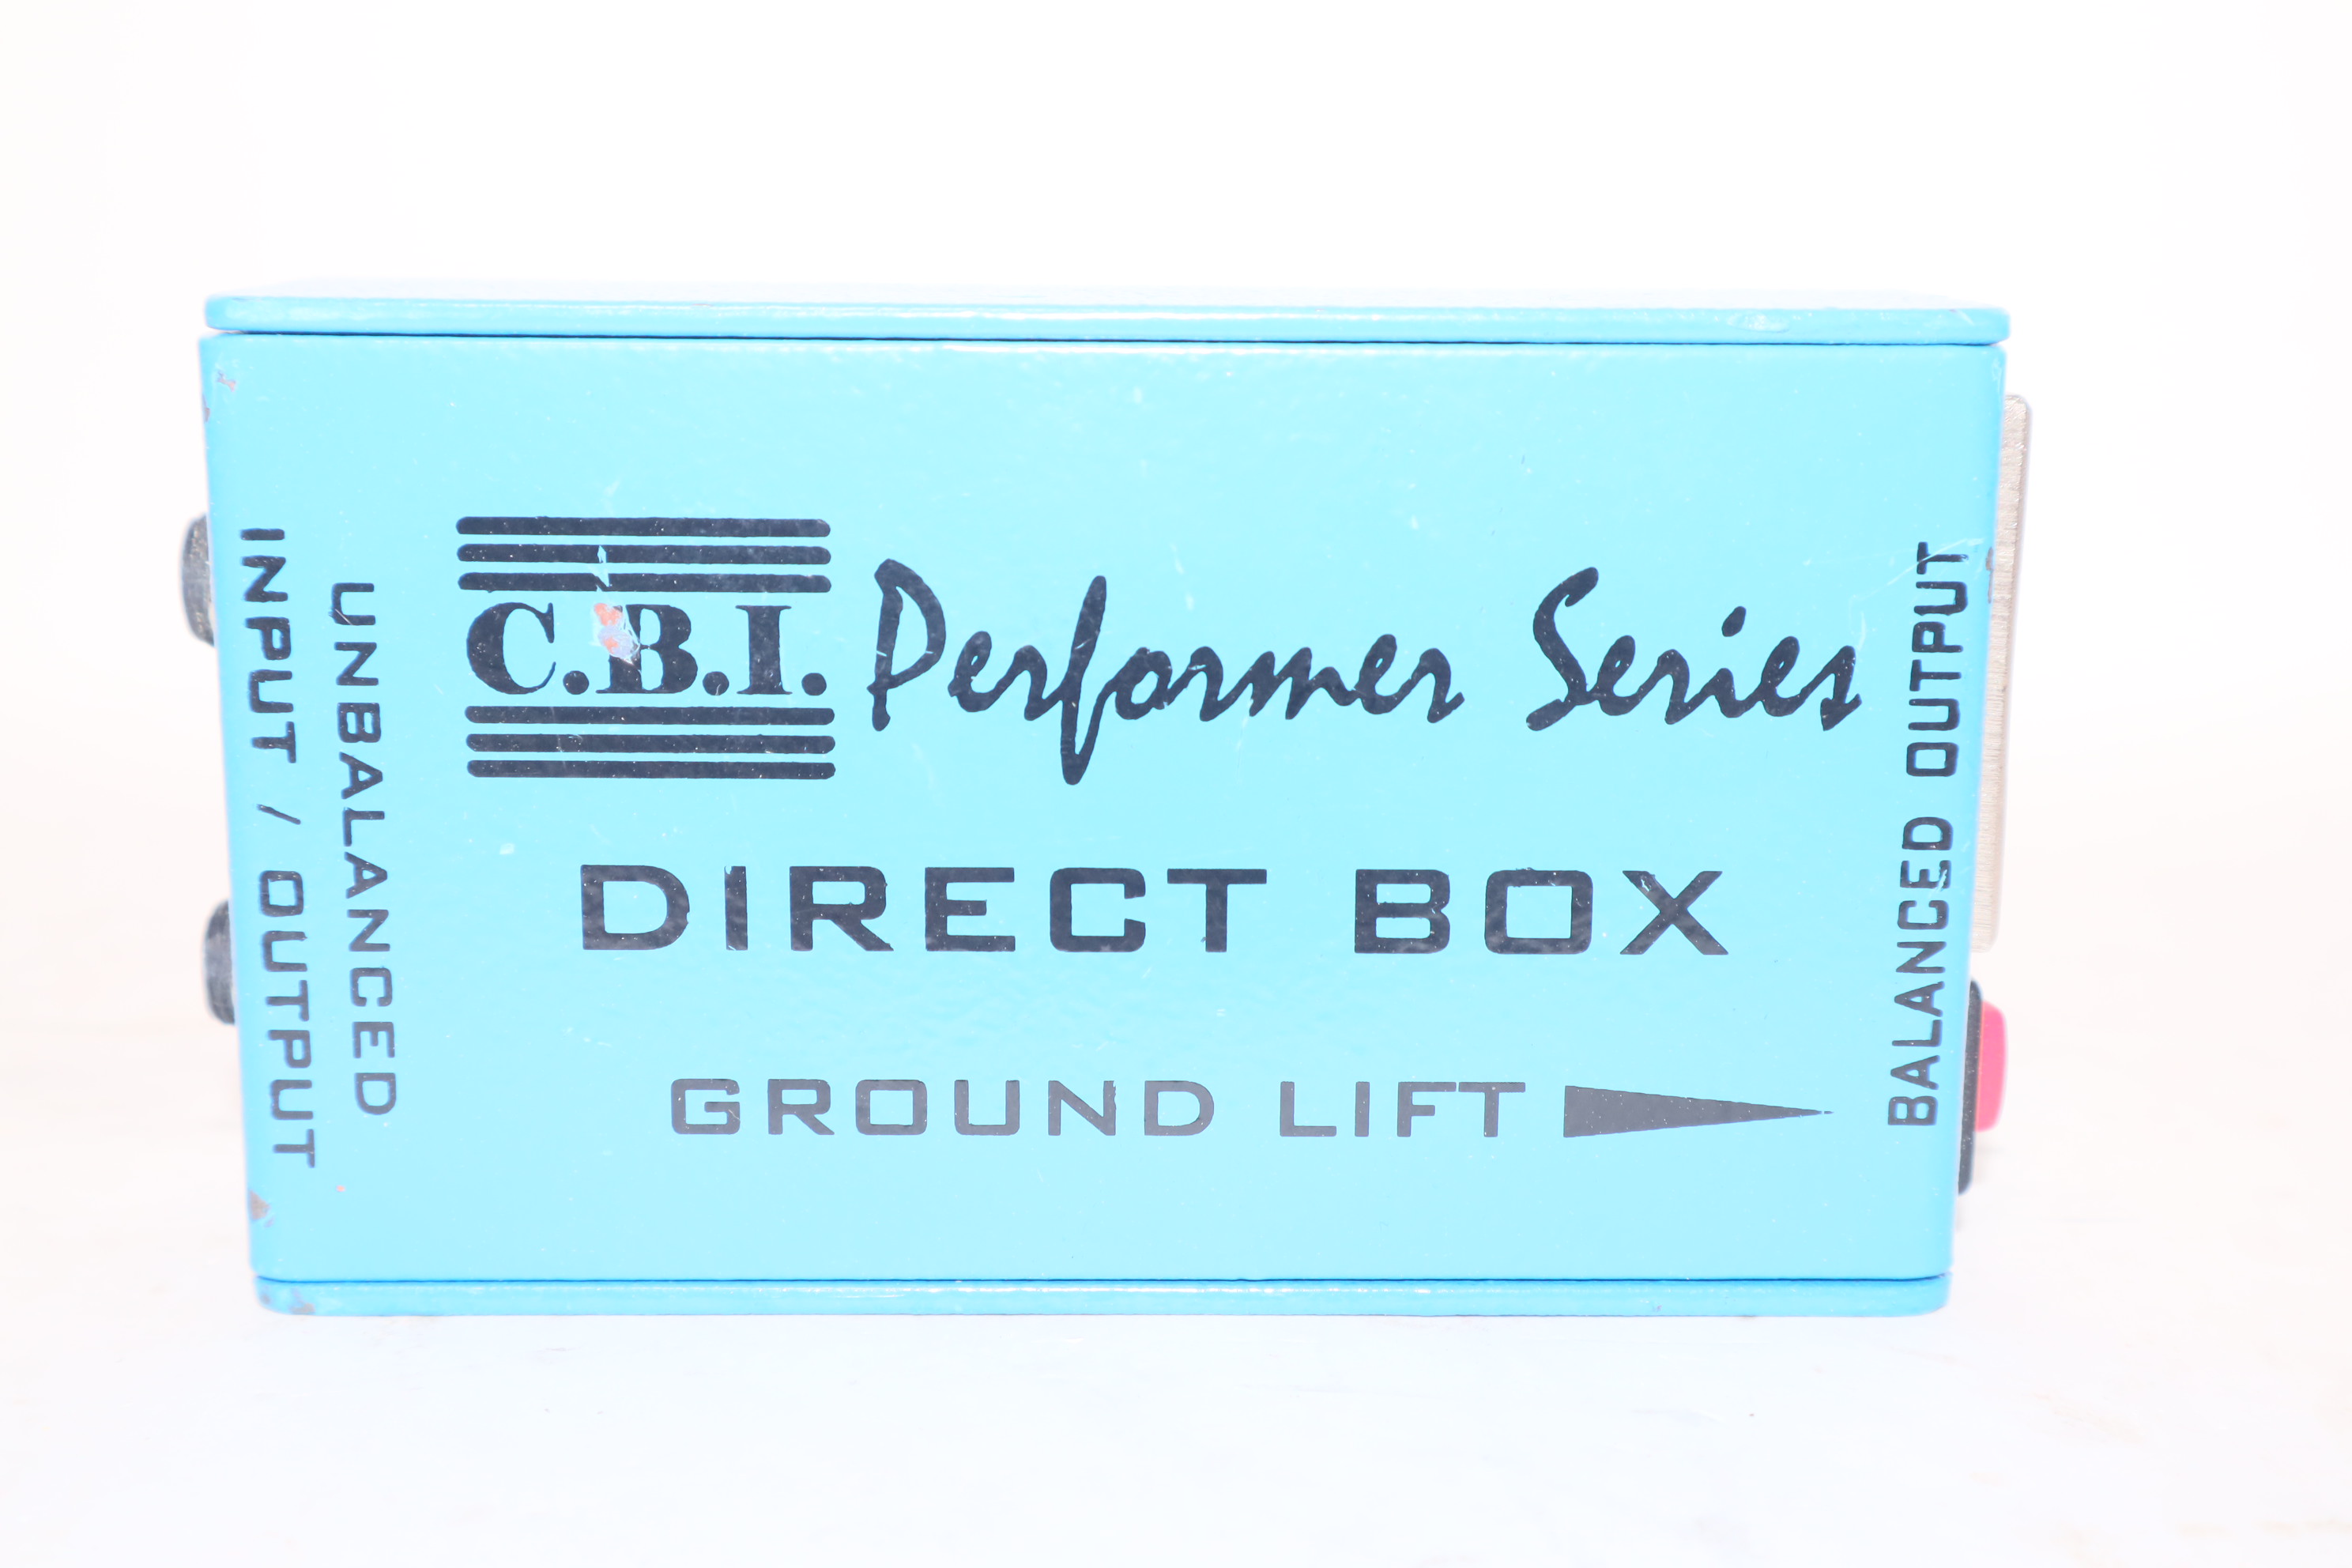 C.B.I. Performer Series
DIRECT BOX
GROUND LIFT
UNBALANCED
INPUT / OUTPUT
BALANCED OUTPUT